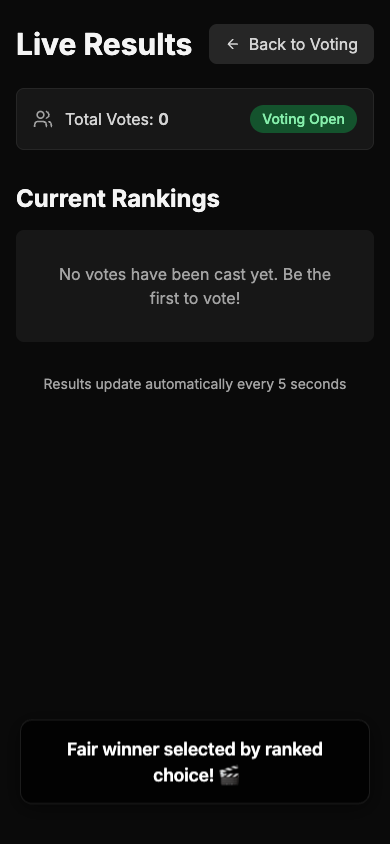 Live Results
Back to Voting
Total Votes: 0
Voting Open
Current Rankings
No votes have been cast yet. Be the
first to vote!
Results update automatically every 5 seconds
Fair winner selected by ranked
choice! 🎬